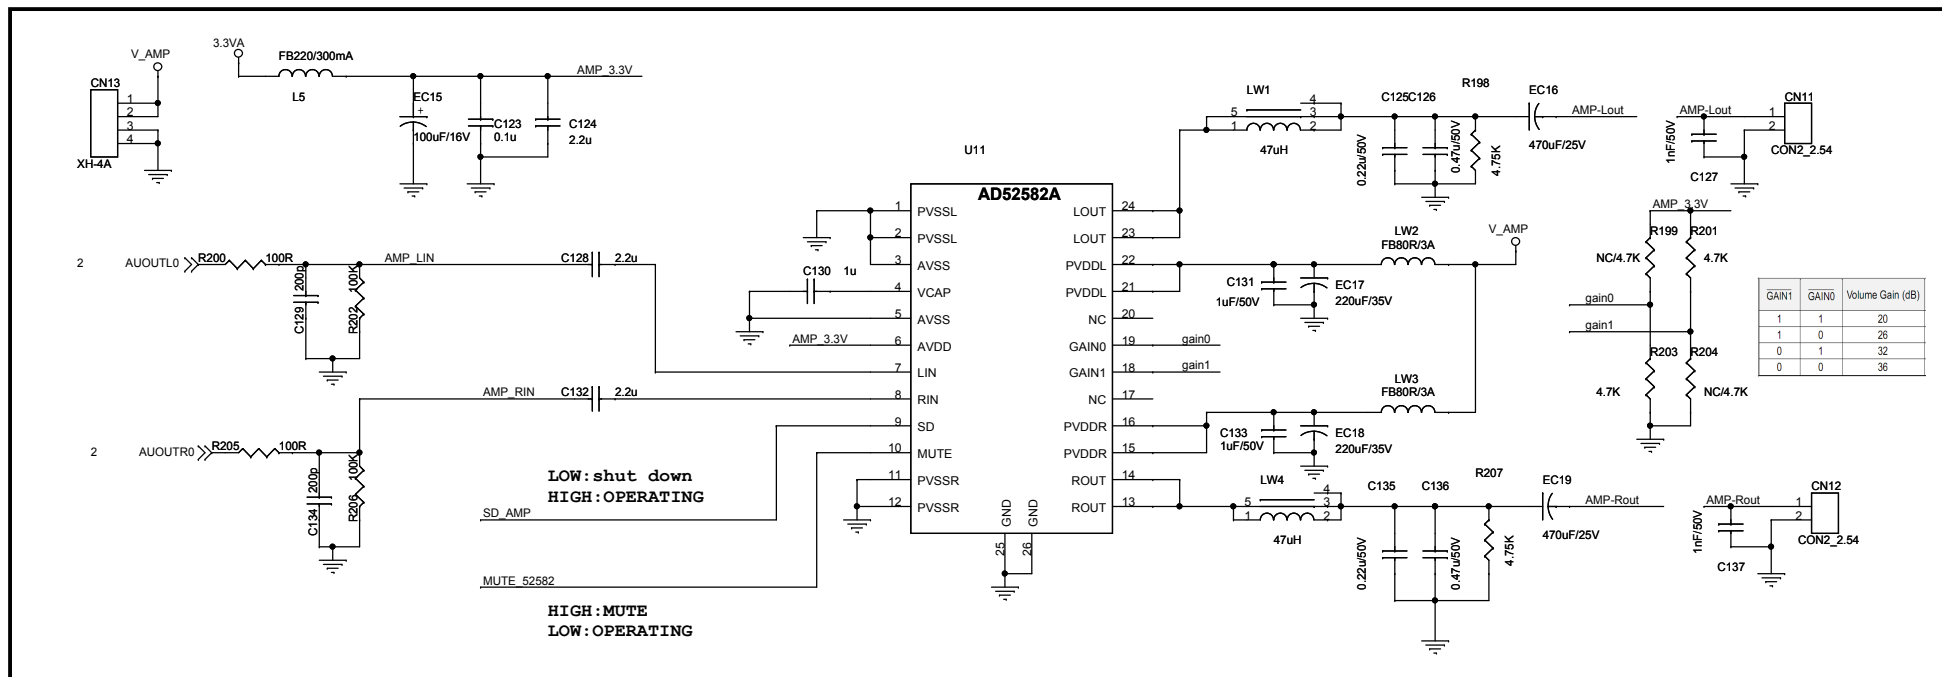 V_AMP
CN13
1
2
3
4
XH-4A
3.3VA
FB220/300mA
L5
AMP_3.3V
EC15
+
100uF/16V
C123
0.1u
C124
2.2u
2
AUOUTL0
R200
100R
AMP_LIN
C128
2.2u
C129
200p
R202
100K
C130
1u
AMP_3.3V
AMP_RIN
C132
2.2u
2
AUOUTR0
R205
100R
C134
200p
R206
100K
LOW:shut down
HIGH:OPERATING
SD_AMP
MUTE_52582
HIGH:MUTE
LOW:OPERATING
U11
AD52582A
1 PVSSL
2 PVSSL
3 AVSS
4 VCAP
5 AVSS
6 AVDD
7 LIN
8 RIN
9 SD
10 MUTE
11 PVSSR
12 PVSSR
GND 25
GND 26
LOUT 24
LOUT 23
PVDDL 22
PVDDL 21
NC 20
GAIN0 19 gain0
GAIN1 18 gain1
NC 17
PVDDR 16
PVDDR 15
ROUT 14
ROUT 13
LW1
5
1
4
3
2
47uH
C125
C126
0.22u/50V
0.47u/50V
R198
4.75K
EC16
470uF/25V
AMP-Lout
AMP-Lout
1nF/50V
C127
CN11
1
2
CON2_2.54
LW2
FB80R/3A
V_AMP
C131
1uF/50V
EC17
220uF/35V
LW3
FB80R/3A
C133
1uF/50V
EC18
220uF/35V
AMP_3.3V
R199
NC/4.7K
R201
4.7K
gain0
gain1
R203
4.7K
R204
NC/4.7K
GAIN1 GAIN0 Volume Gain (dB)
1 1 20
1 0 26
0 1 32
0 0 36
LW4
5
1
4
3
2
47uH
C135
0.22u/50V
C136
0.47u/50V
R207
4.75K
EC19
470uF/25V
AMP-Rout
AMP-Rout
1nF/50V
C137
CN12
1
2
CON2_2.54